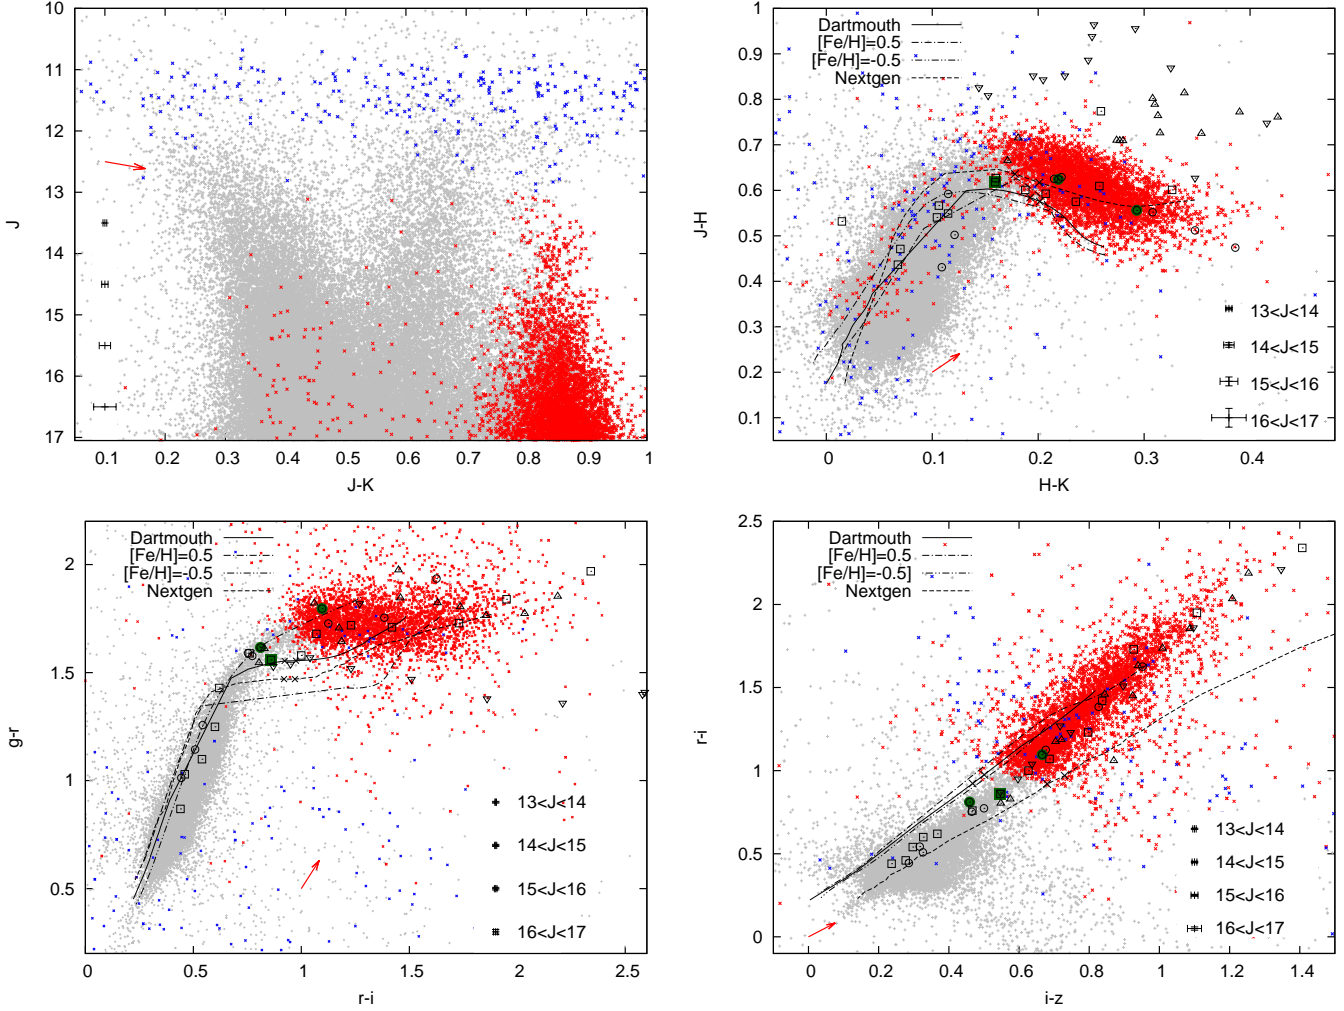 10
11
12
13
14
15
16
17
J
0.1 0.2 0.3 0.4 0.5 0.6 0.7 0.8 0.9 1
J-K
Dartmouth
[Fe/H]=0.5
[Fe/H]=-0.5
Nextgen
1
0.9
0.8
0.7
0.6
0.5
0.4
0.3
0.2
0.1
J-H
13<J<14
14<J<15
15<J<16
16<J<17
0 0.1 0.2 0.3 0.4
H-K
Dartmouth
[Fe/H]=0.5
[Fe/H]=-0.5
Nextgen
2
1.5
1
0.5
g-r
13<J<14
14<J<15
15<J<16
16<J<17
0 0.5 1 1.5 2 2.5
r-i
Dartmouth
[Fe/H]=0.5
[Fe/H]=-0.5]
Nextgen
2.5
2
1.5
1
0.5
0
r-i
13<J<14
14<J<15
15<J<16
16<J<17
0 0.2 0.4 0.6 0.8 1 1.2 1.4
i-z